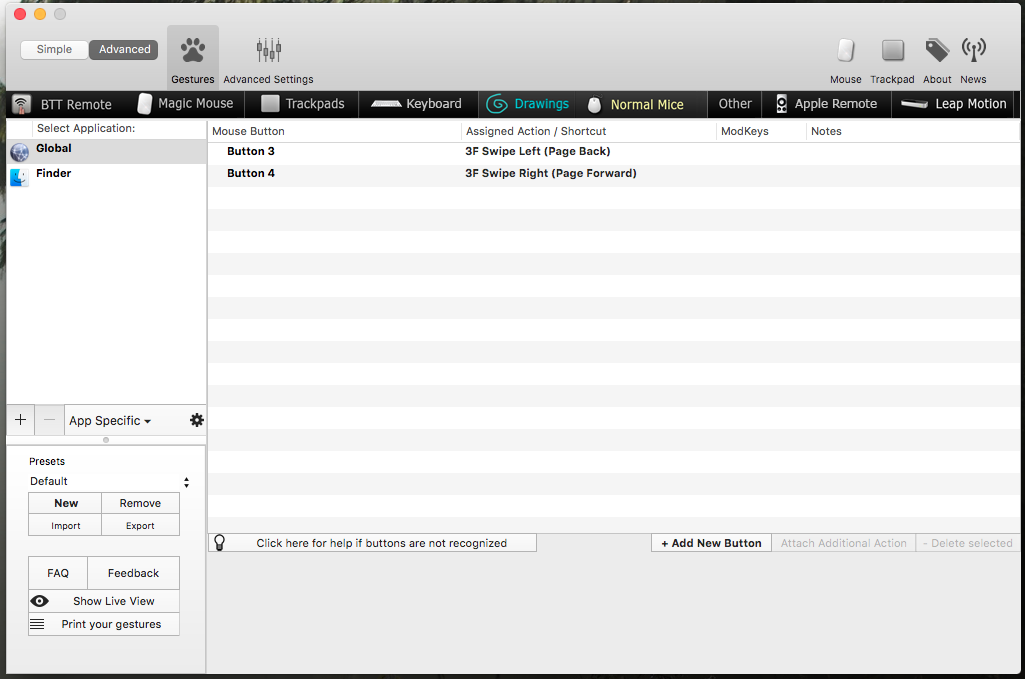 Simple Advanced
Gestures Advanced Settings Mouse Trackpad About News
BTT Remote Magic Mouse Trackpads Keyboard Drawings Normal Mice Other Apple Remote Leap Motion
Select Application:
Global
Finder
Mouse Button Assigned Action / Shortcut ModKeys Notes
Button 3 3F Swipe Left (Page Back)
Button 4 3F Swipe Right (Page Forward)
+ − App Specific
Presets
Default
New Remove
Import Export
FAQ Feedback
Show Live View
Print your gestures
Click here for help if buttons are not recognized + Add New Button Attach Additional Action - Delete selected